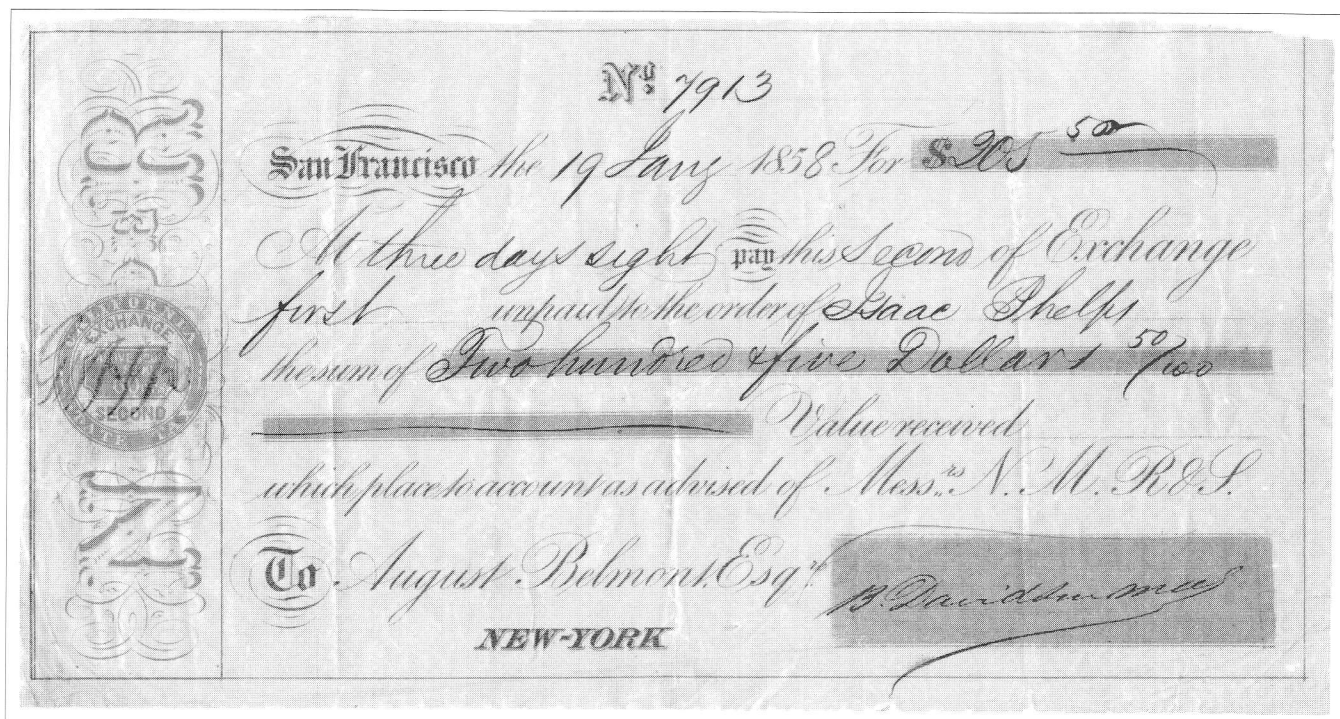 No. 7913
San Francisco the 19 Jany 1858 For $205 50
At three days sight pay this Second of Exchange
first unpaid to the order of Isaac Phelps
the sum of Two hundred & five Dollars 50/100
Value received
which place to account as advised of Messrs. N. M. R & S.
To August Belmont, Esqre
B. Davidson
NEW-YORK
EXCHANGE
SECOND